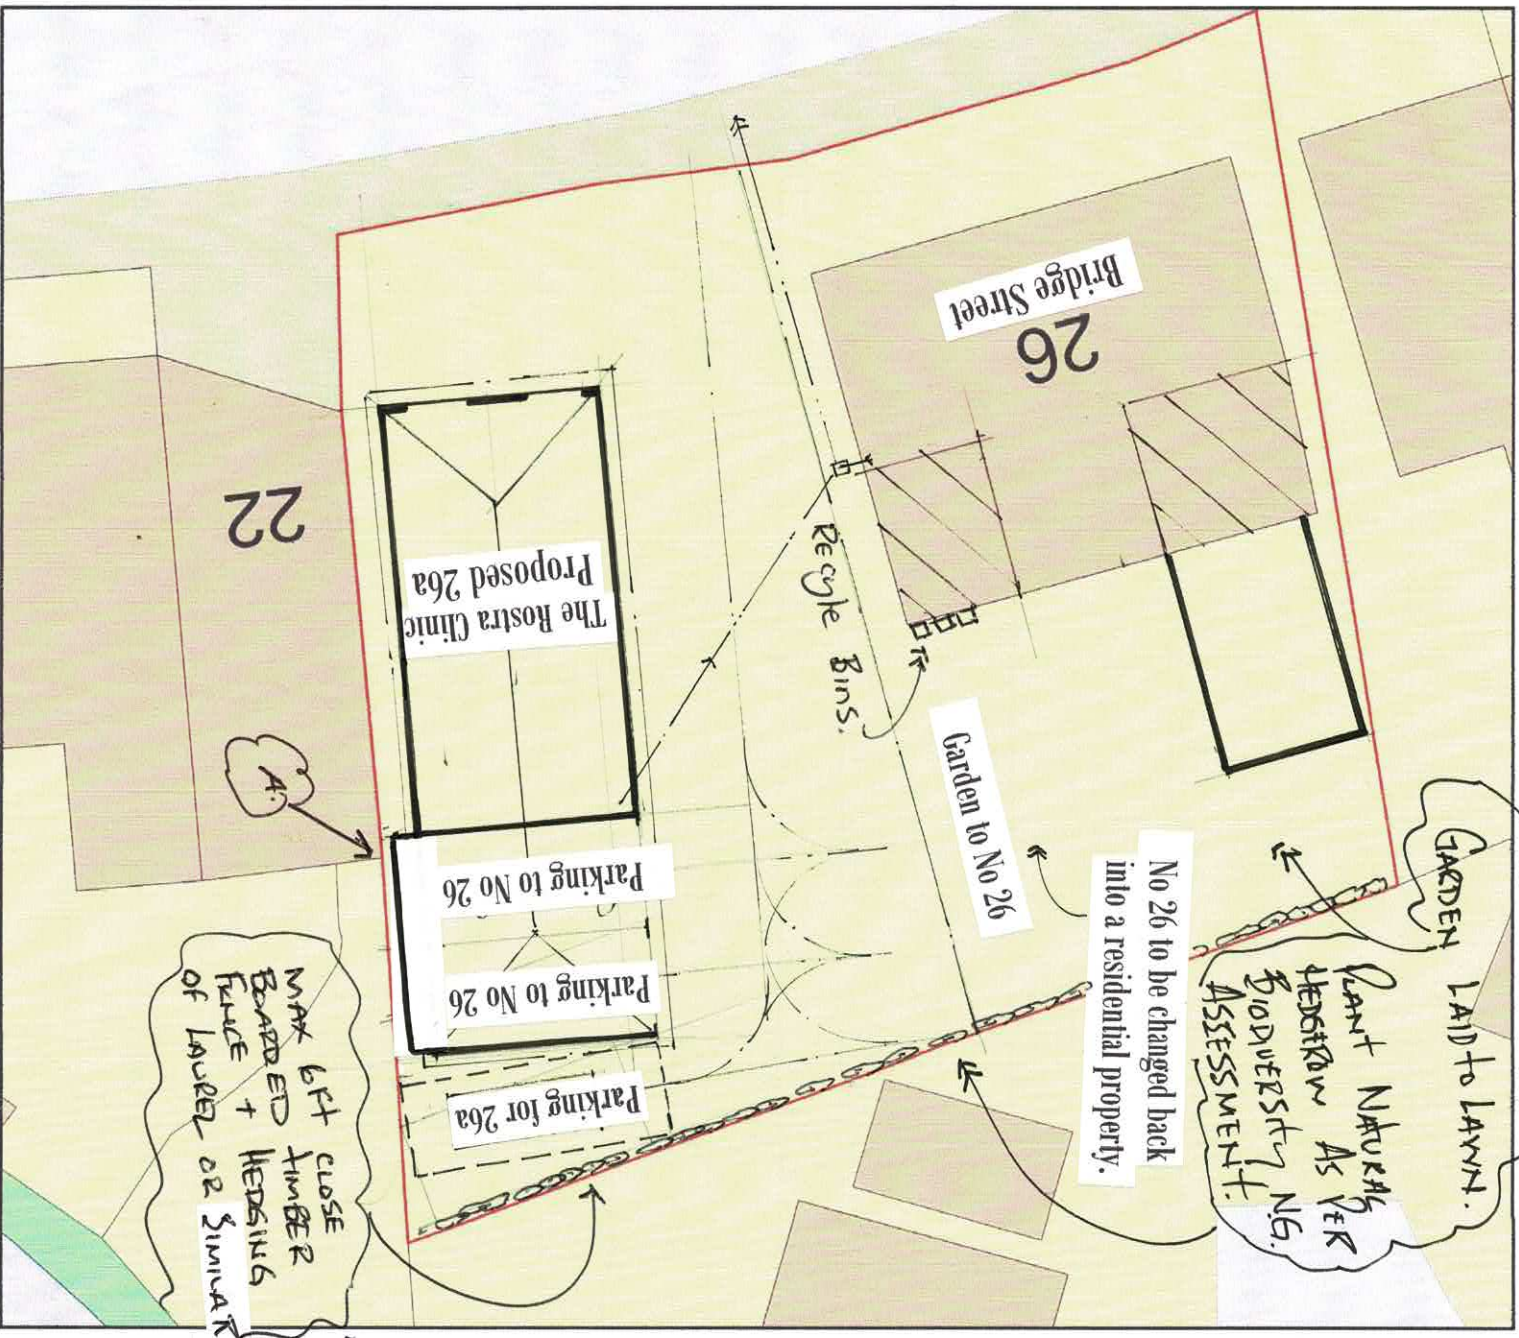 Bridge Street
26
22
The Rostra Clinic
Proposed 26a
Recyle Bins.
Garden to No 26
No 26 to be changed back
into a residential property.
Parking to No 26
Parking to No 26
Parking for 26a
A.
GARDEN LAID to LAWN.
PLANT NATURAL
HEDGEROW AS PER
BIODVERSITY N.G.
ASSESSMENT.
MAX 6Ft CLOSE
BOARDED TIMBER
FENCE + HEDGING
OF LAUREL OR SIMILAR